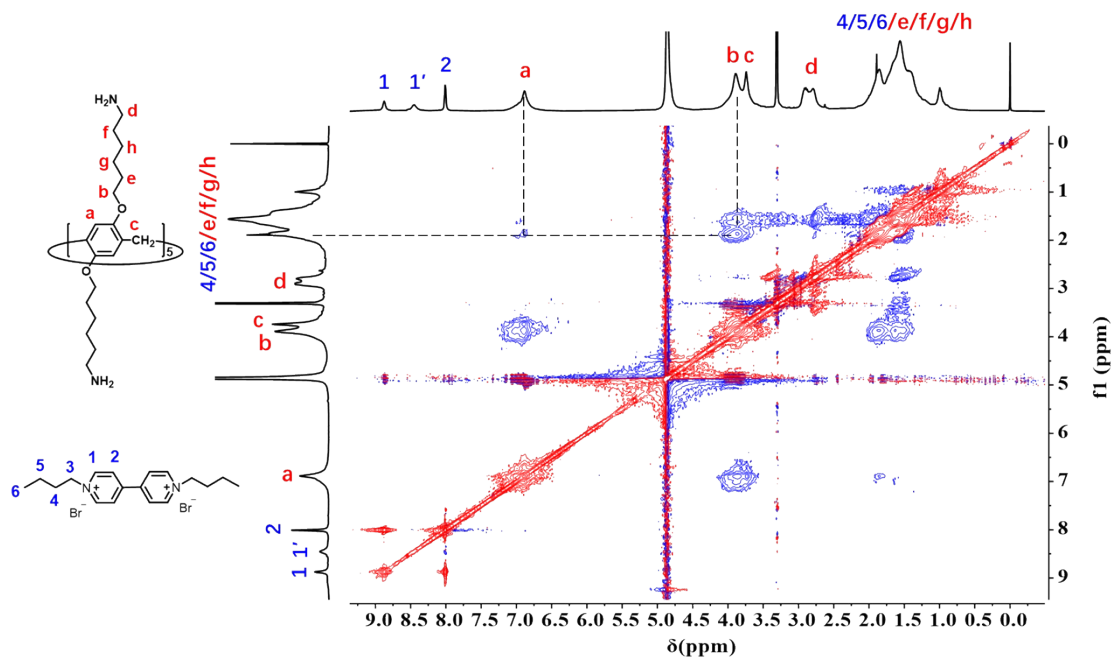 4/5/6/e/f/g/h
1
1′
2
a
b
c
d
H₂N
d
f
h
g
e
b
O
a
c
CH₂
5
O
NH₂
4/5/6/e/f/g/h
d
c
b
a
2
1′
1
5
3
1
2
6
4
N⁺
Br⁻
N⁺
Br⁻
0
1
2
3
4
5
6
7
8
9
f1 (ppm)
9.0 8.5 8.0 7.5 7.0 6.5 6.0 5.5 5.0 4.5 4.0 3.5 3.0 2.5 2.0 1.5 1.0 0.5 0.0
δ(ppm)